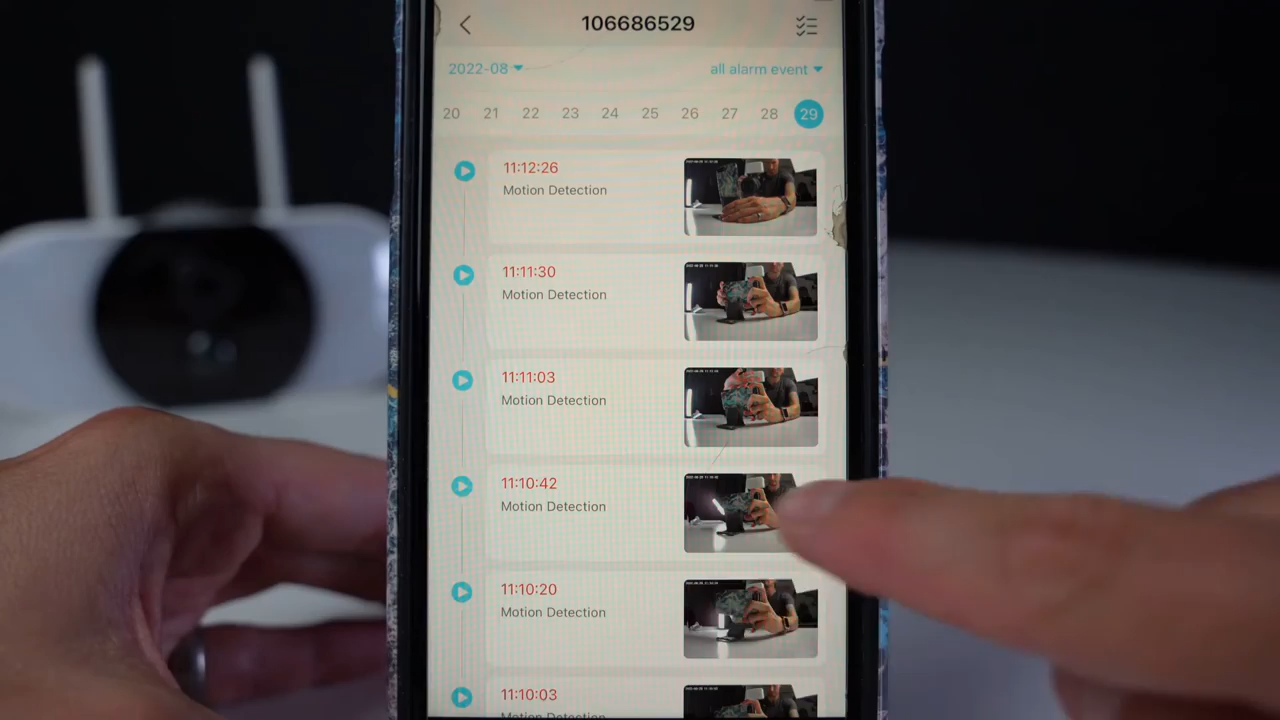 106686529
2022-08
all alarm event
20 21 22 23 24 25 26 27 28 29
11:12:26
Motion Detection
11:11:30
Motion Detection
11:11:03
Motion Detection
11:10:42
Motion Detection
11:10:20
Motion Detection
11:10:03
Motion Detection